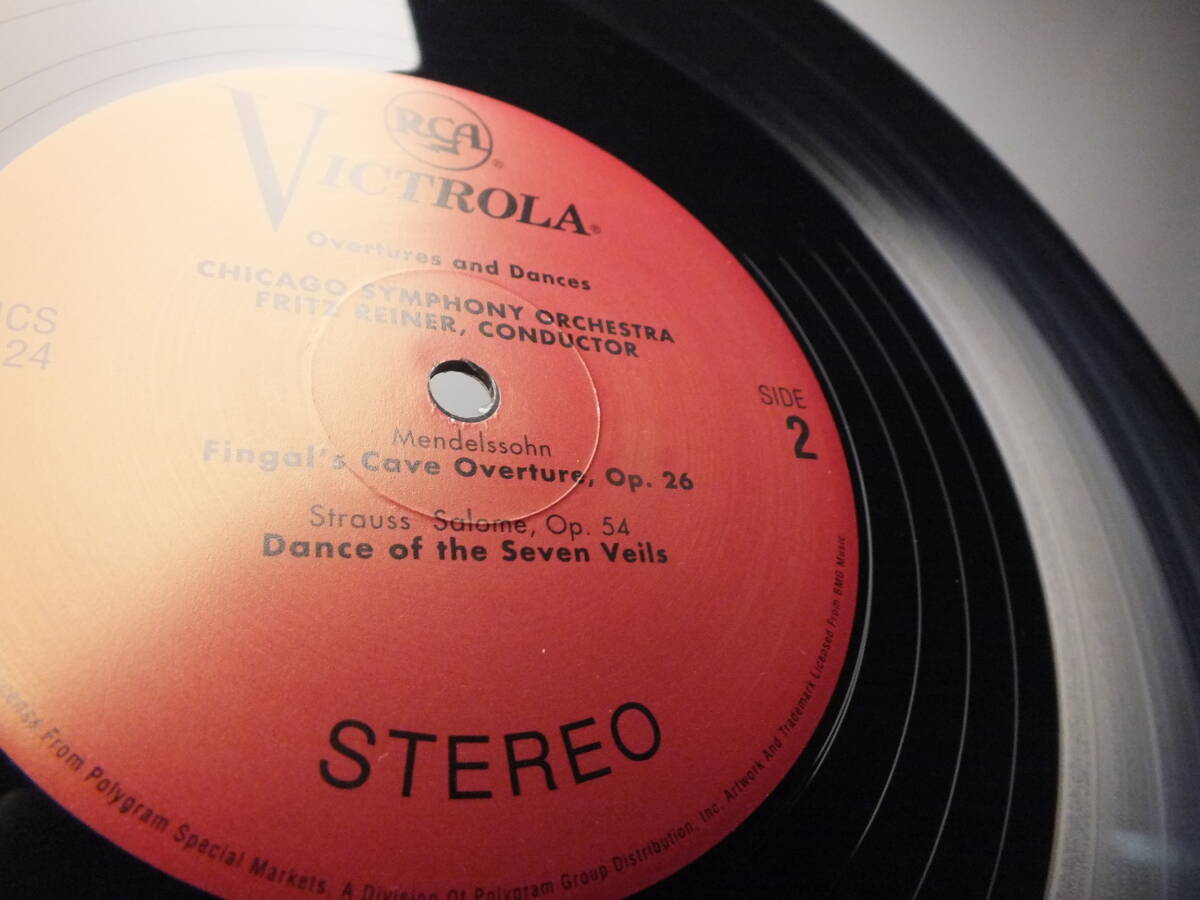 RCA®
VICTROLA®
Overtures and Dances
CHICAGO SYMPHONY ORCHESTRA
FRITZ REINER, CONDUCTOR
ICS
24
SIDE
2
Mendelssohn
Fingal's Cave Overture, Op. 26
Strauss Salome, Op. 54
Dance of the Seven Veils
STEREO
From Polygram Special Markets, A Division Of Polygram Group Distribution, Inc. Artwork And Trademark Licensed From BMG Music.